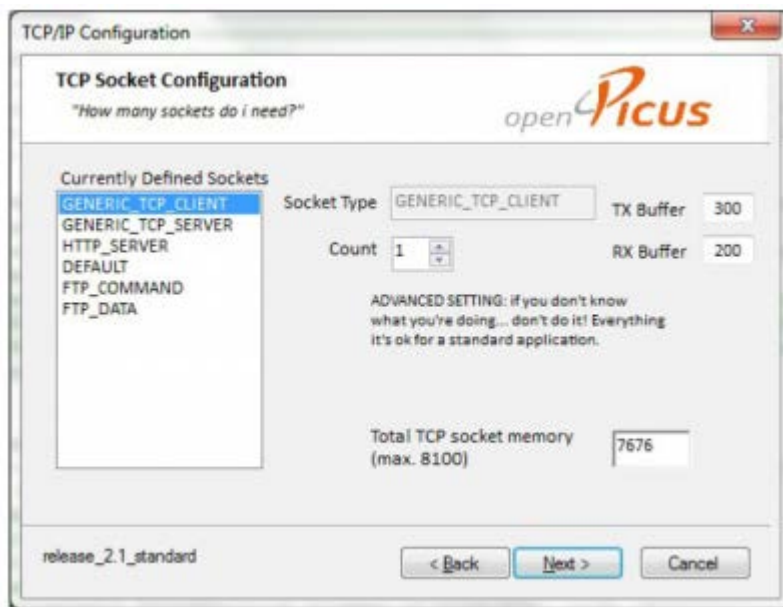 TCP/IP Configuration
TCP Socket Configuration
"How many sockets do i need?"
openPicus
Currently Defined Sockets
GENERIC_TCP_CLIENT
GENERIC_TCP_SERVER
HTTP_SERVER
DEFAULT
FTP_COMMAND
FTP_DATA
Socket Type GENERIC_TCP_CLIENT
TX Buffer 300
Count 1
RX Buffer 200
ADVANCED SETTING: if you don't know
what you're doing... don't do it! Everything
it's ok for a standard application.
Total TCP socket memory
(max. 8100)
7676
release_2.1_standard
< Back
Next >
Cancel